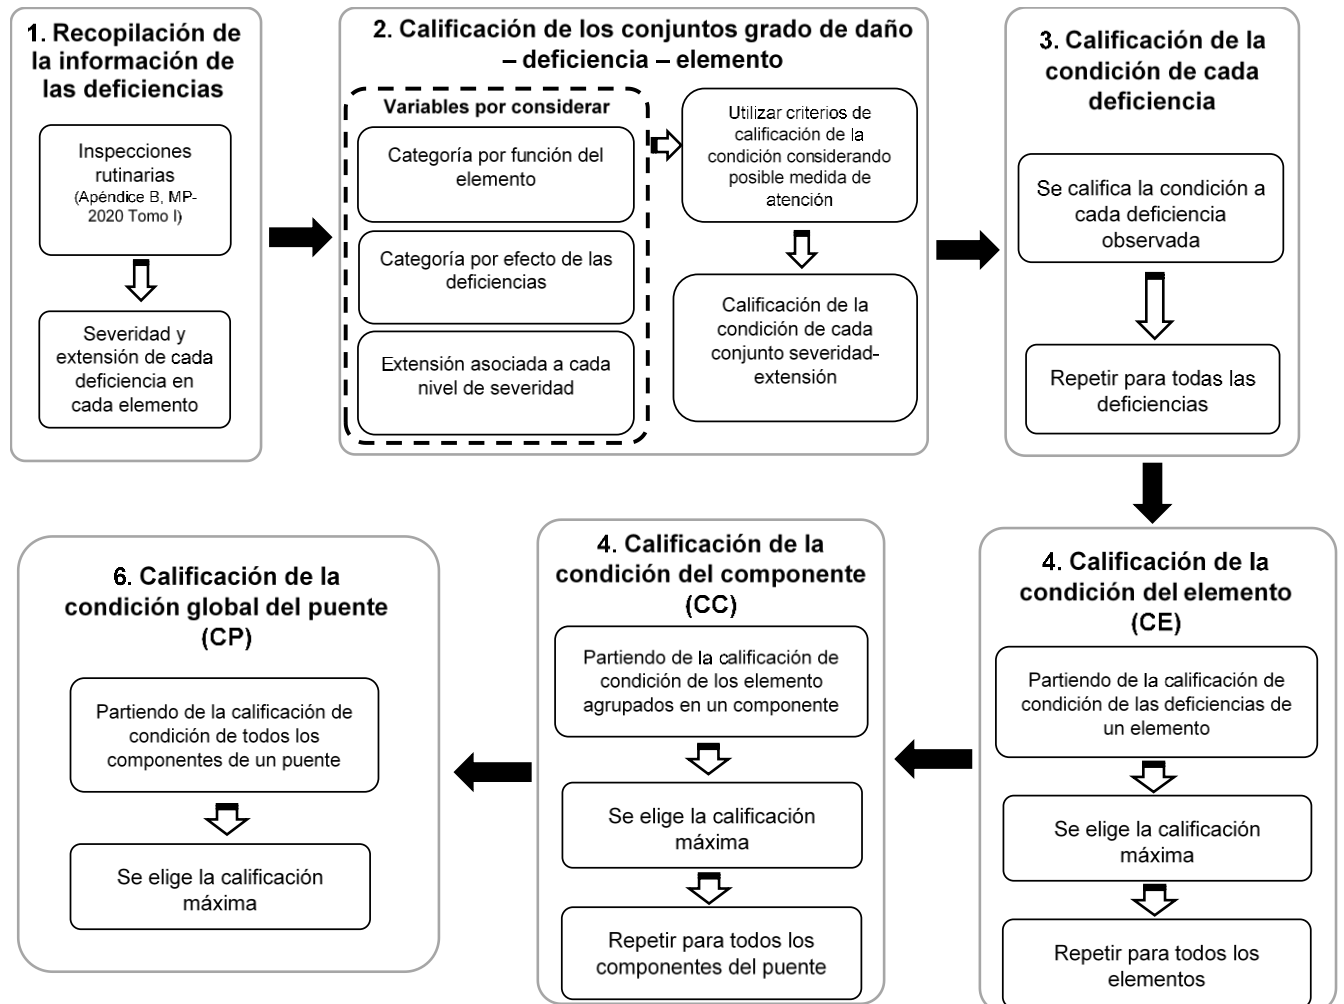 1. Recopilación de
la información de
las deficiencias
Inspecciones
rutinarias
(Apéndice B, MP-
2020 Tomo I)
Severidad y
extensión de cada
deficiencia en
cada elemento
2. Calificación de los conjuntos grado de daño
– deficiencia – elemento
Variables por considerar
Categoría por función del
elemento
Categoría por efecto de las
deficiencias
Extensión asociada a cada
nivel de severidad
Utilizar criterios de
calificación de la
condición considerando
posible medida de
atención
Calificación de la
condición de cada
conjunto severidad-
extensión
3. Calificación de la
condición de cada
deficiencia
Se califica la condición a
cada deficiencia
observada
Repetir para todas las
deficiencias
4. Calificación de la
condición del elemento
(CE)
Partiendo de la calificación de
condición de las deficiencias de
un elemento
Se elige la calificación
máxima
Repetir para todos los
elementos
4. Calificación de la
condición del componente
(CC)
Partiendo de la calificación de
condición de los elemento
agrupados en un componente
Se elige la calificación
máxima
Repetir para todos los
componentes del puente
6. Calificación de la
condición global del puente
(CP)
Partiendo de la calificación de
condición de todos los
componentes de un puente
Se elige la calificación
máxima